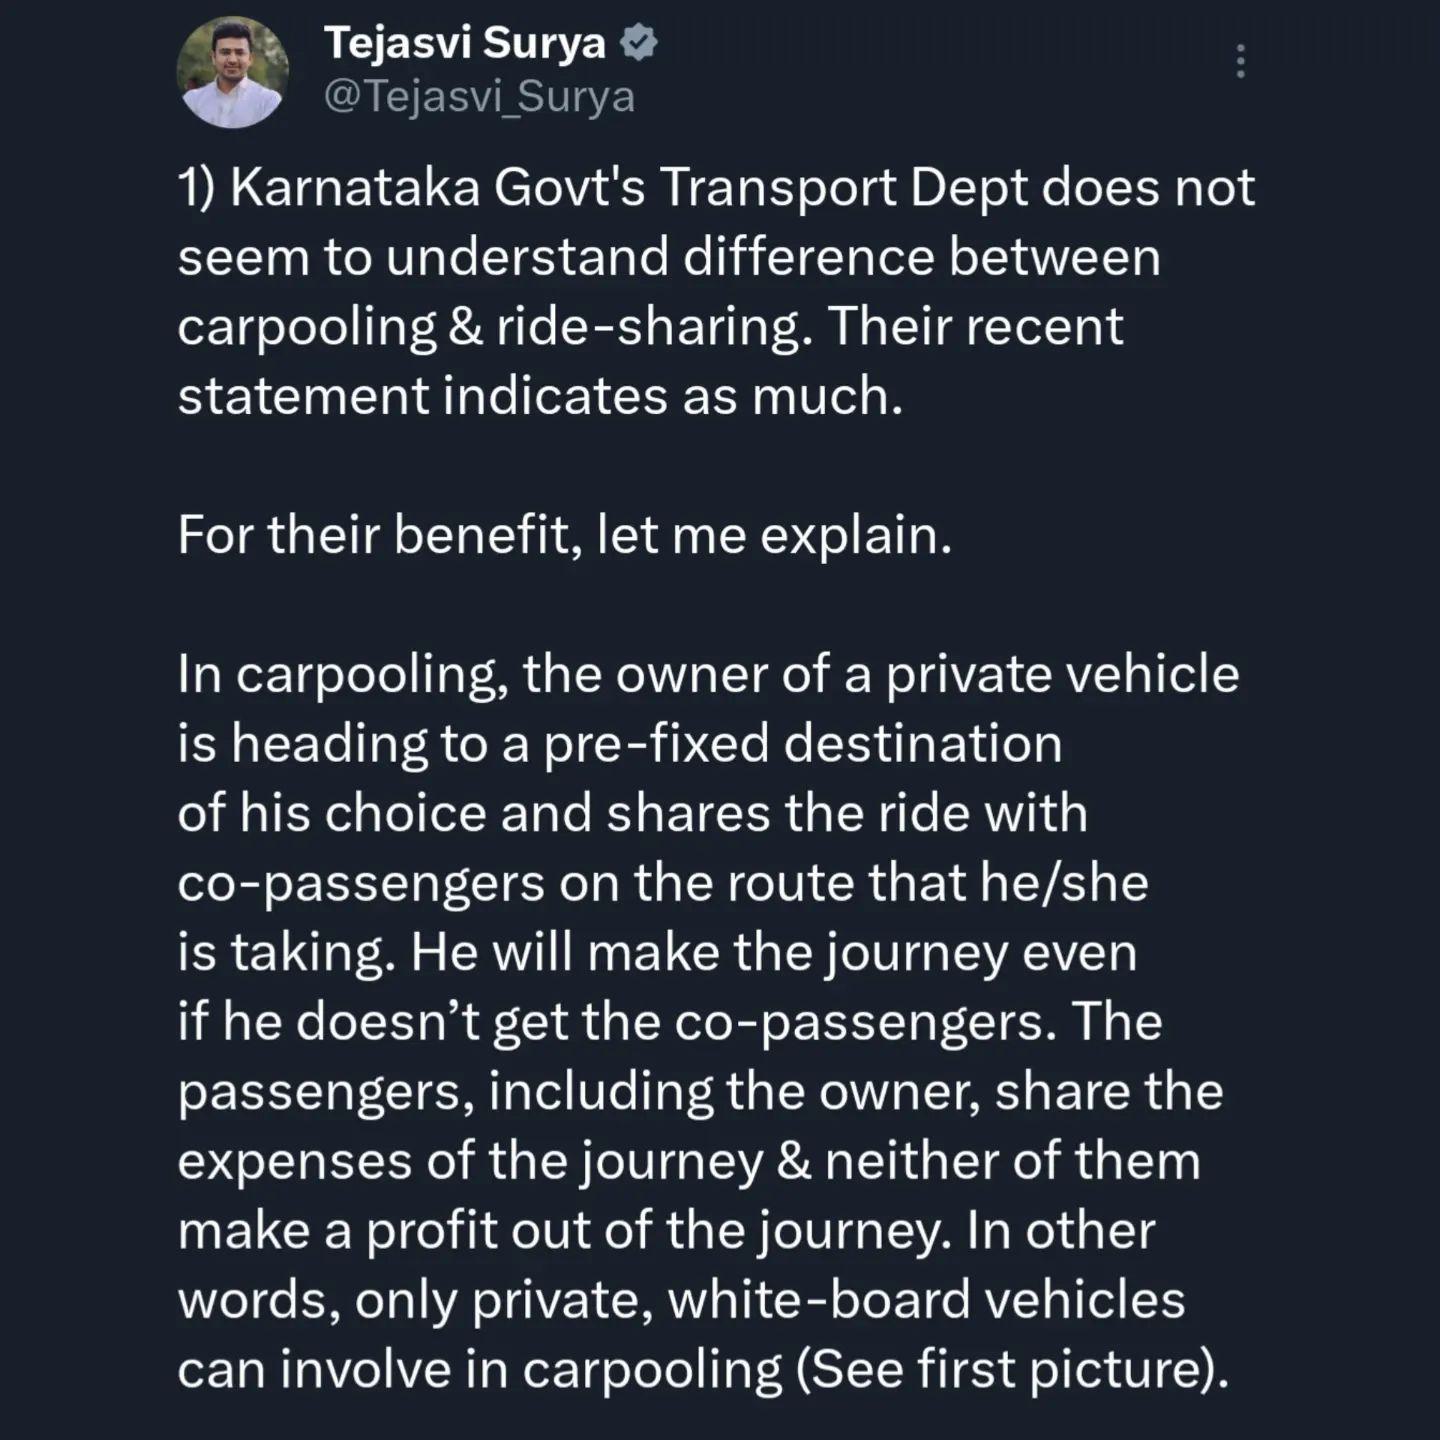 Tejasvi Surya
@Tejasvi_Surya
1) Karnataka Govt's Transport Dept does not
seem to understand difference between
carpooling & ride-sharing. Their recent
statement indicates as much.
For their benefit, let me explain.
In carpooling, the owner of a private vehicle
is heading to a pre-fixed destination
of his choice and shares the ride with
co-passengers on the route that he/she
is taking. He will make the journey even
if he doesn’t get the co-passengers. The
passengers, including the owner, share the
expenses of the journey & neither of them
make a profit out of the journey. In other
words, only private, white-board vehicles
can involve in carpooling (See first picture).